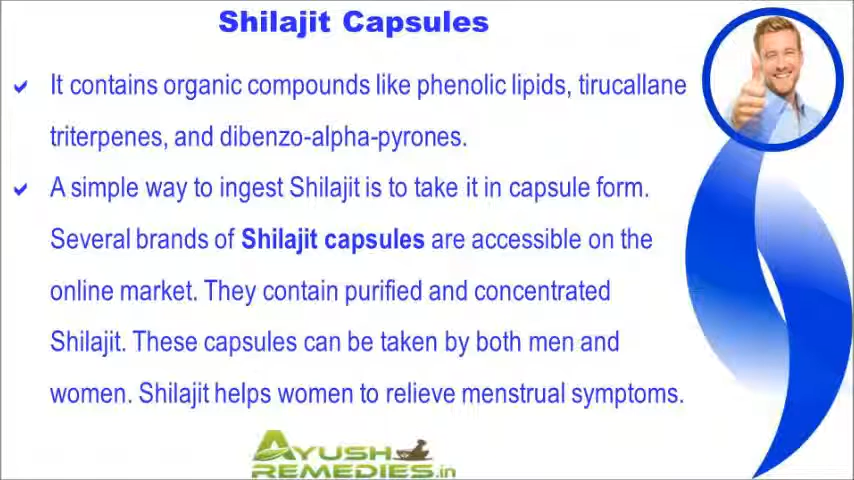 Shilajit Capsules
It contains organic compounds like phenolic lipids, tirucallane
triterpenes, and dibenzo-alpha-pyrones.
A simple way to ingest Shilajit is to take it in capsule form.
Several brands of Shilajit capsules are accessible on the
online market. They contain purified and concentrated
Shilajit. These capsules can be taken by both men and
women. Shilajit helps women to relieve menstrual symptoms.
AYUSH
REMEDIES.in